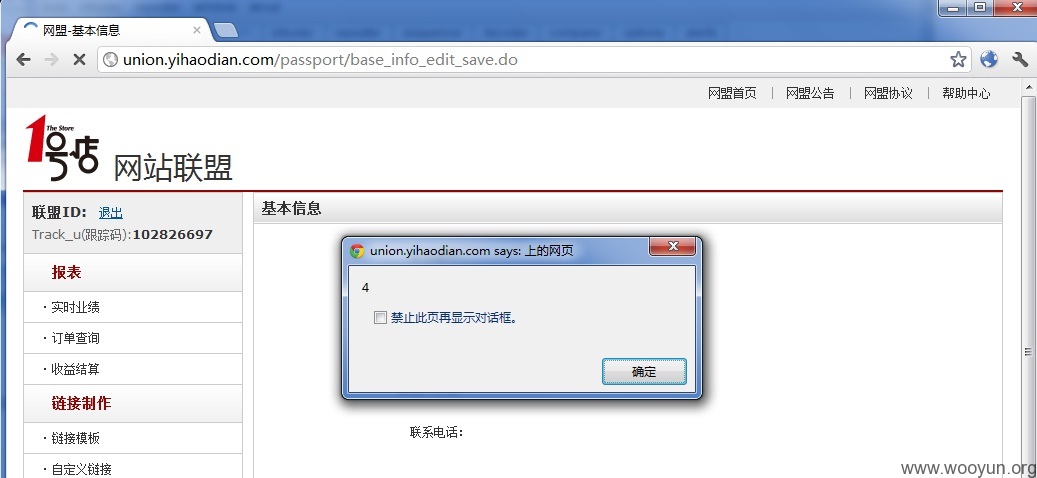 网盟-基本信息
union.yihaodian.com/passport/base_info_edit_save.do
网盟首页 | 网盟公告 | 网盟协议 | 帮助中心
The Store
1号店 网站联盟
联盟ID: 退出
Track_u(跟踪码):102826697
基本信息
报表
· 实时业绩
· 订单查询
· 收益结算
链接制作
· 链接模板
· 自定义链接
union.yihaodian.com says: 上的网页
4
禁止此页再显示对话框。
确定
联系电话:
www.wooyun.org